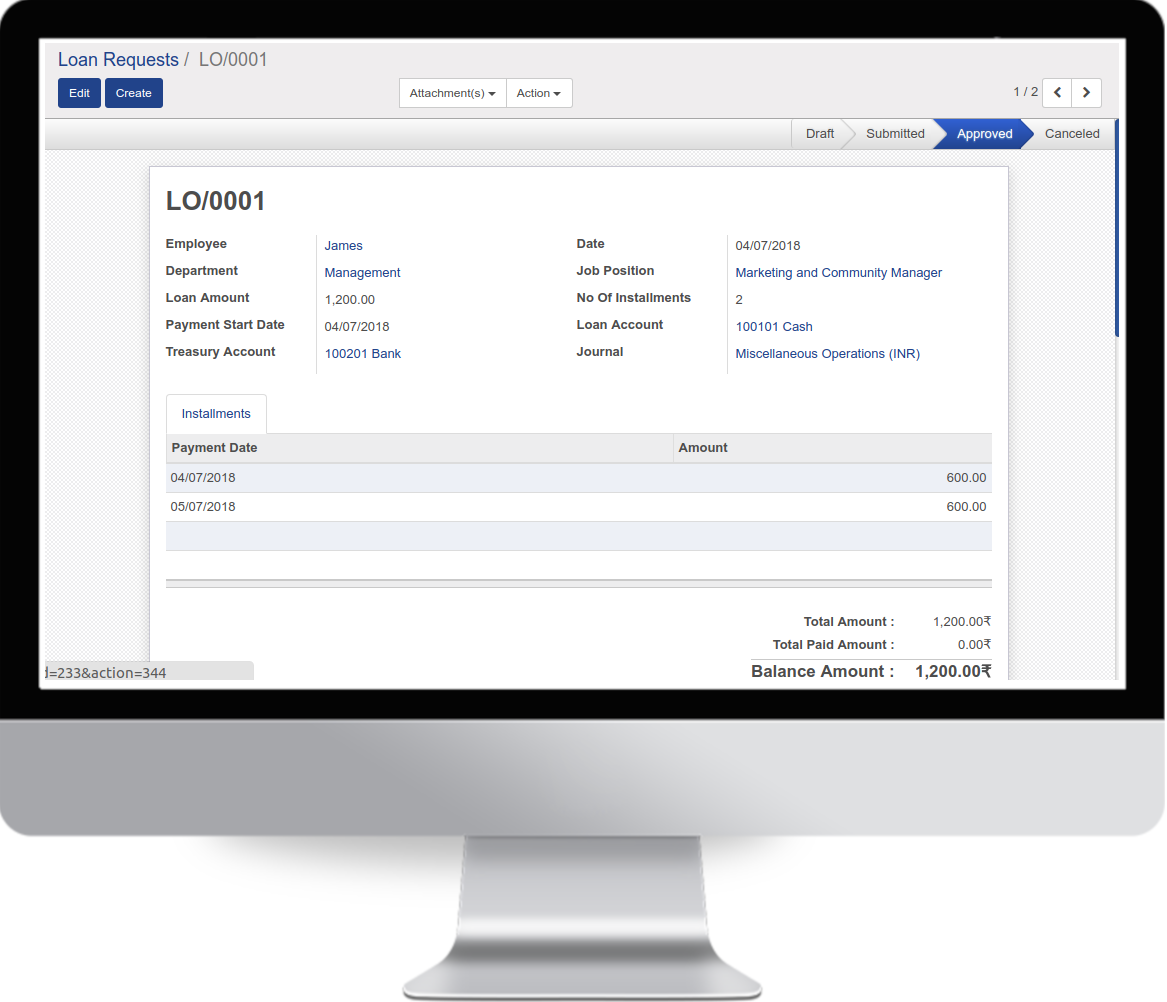 Loan Requests / LO/0001
Edit Create Attachment(s) Action 1 / 2
Draft Submitted Approved Canceled
LO/0001
Employee James Date 04/07/2018
Department Management Job Position Marketing and Community Manager
Loan Amount 1,200.00 No Of Installments 2
Payment Start Date 04/07/2018 Loan Account 100101 Cash
Treasury Account 100201 Bank Journal Miscellaneous Operations (INR)
Installments
Payment Date Amount
04/07/2018 600.00
05/07/2018 600.00
Total Amount : 1,200.00₹
Total Paid Amount : 0.00₹
Balance Amount : 1,200.00₹
d=233&action=344